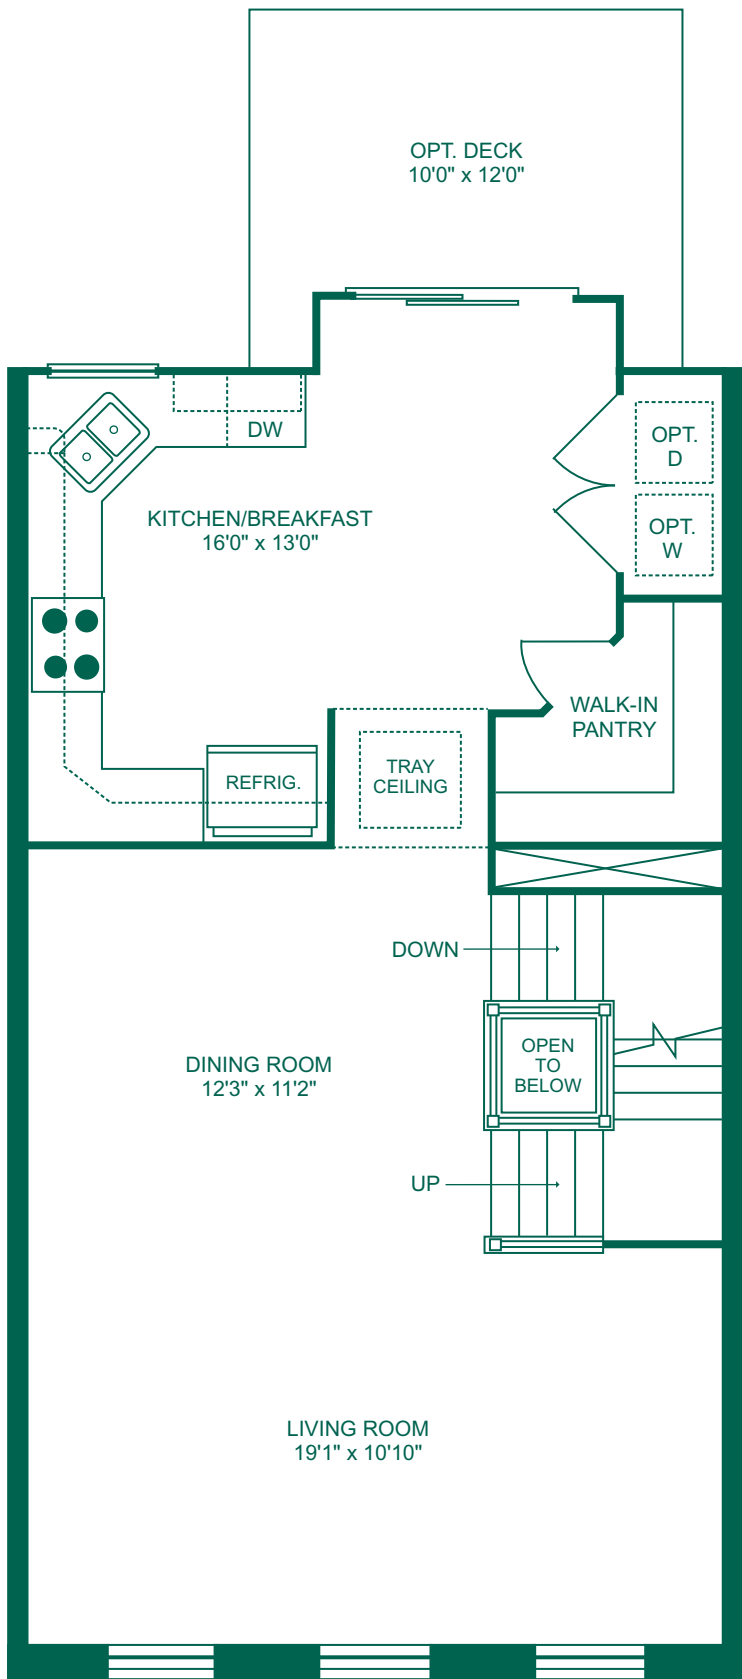 OPT. DECK
10'0" x 12'0"
DW
OPT.
D
OPT.
W
KITCHEN/BREAKFAST
16'0" x 13'0"
WALK-IN
PANTRY
TRAY
CEILING
REFRIG.
DOWN
OPEN
TO
BELOW
DINING ROOM
12'3" x 11'2"
UP
LIVING ROOM
19'1" x 10'10"